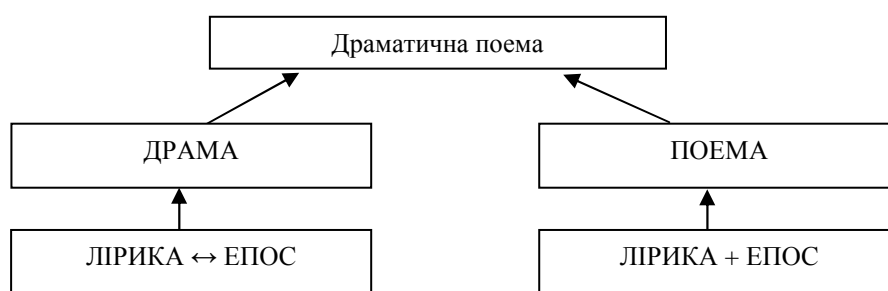 Драматична поема
ДРАМА
ПОЕМА
ЛІРИКА ↔ ЕПОС
ЛІРИКА + ЕПОС